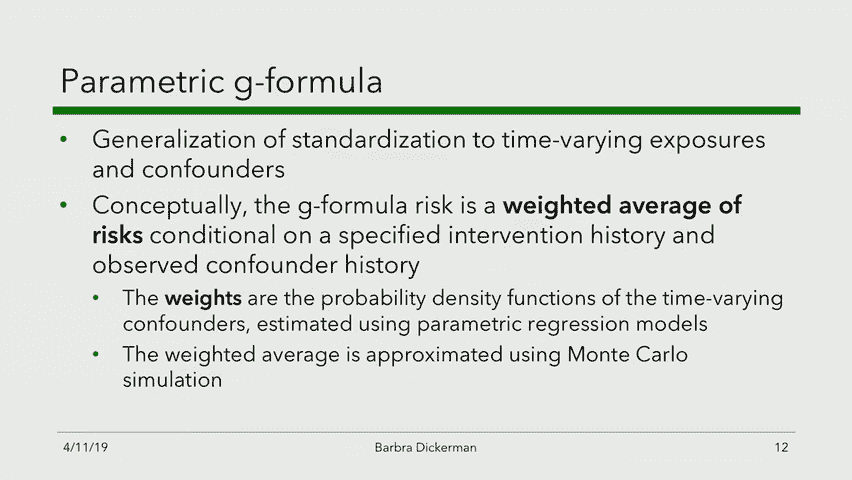 Parametric g-formula
• Generalization of standardization to time-varying exposures
and confounders
• Conceptually, the g-formula risk is a weighted average of
risks conditional on a specified intervention history and
observed confounder history
• The weights are the probability density functions of the time-varying
confounders, estimated using parametric regression models
• The weighted average is approximated using Monte Carlo
simulation
4/11/19
Barbra Dickerman
12